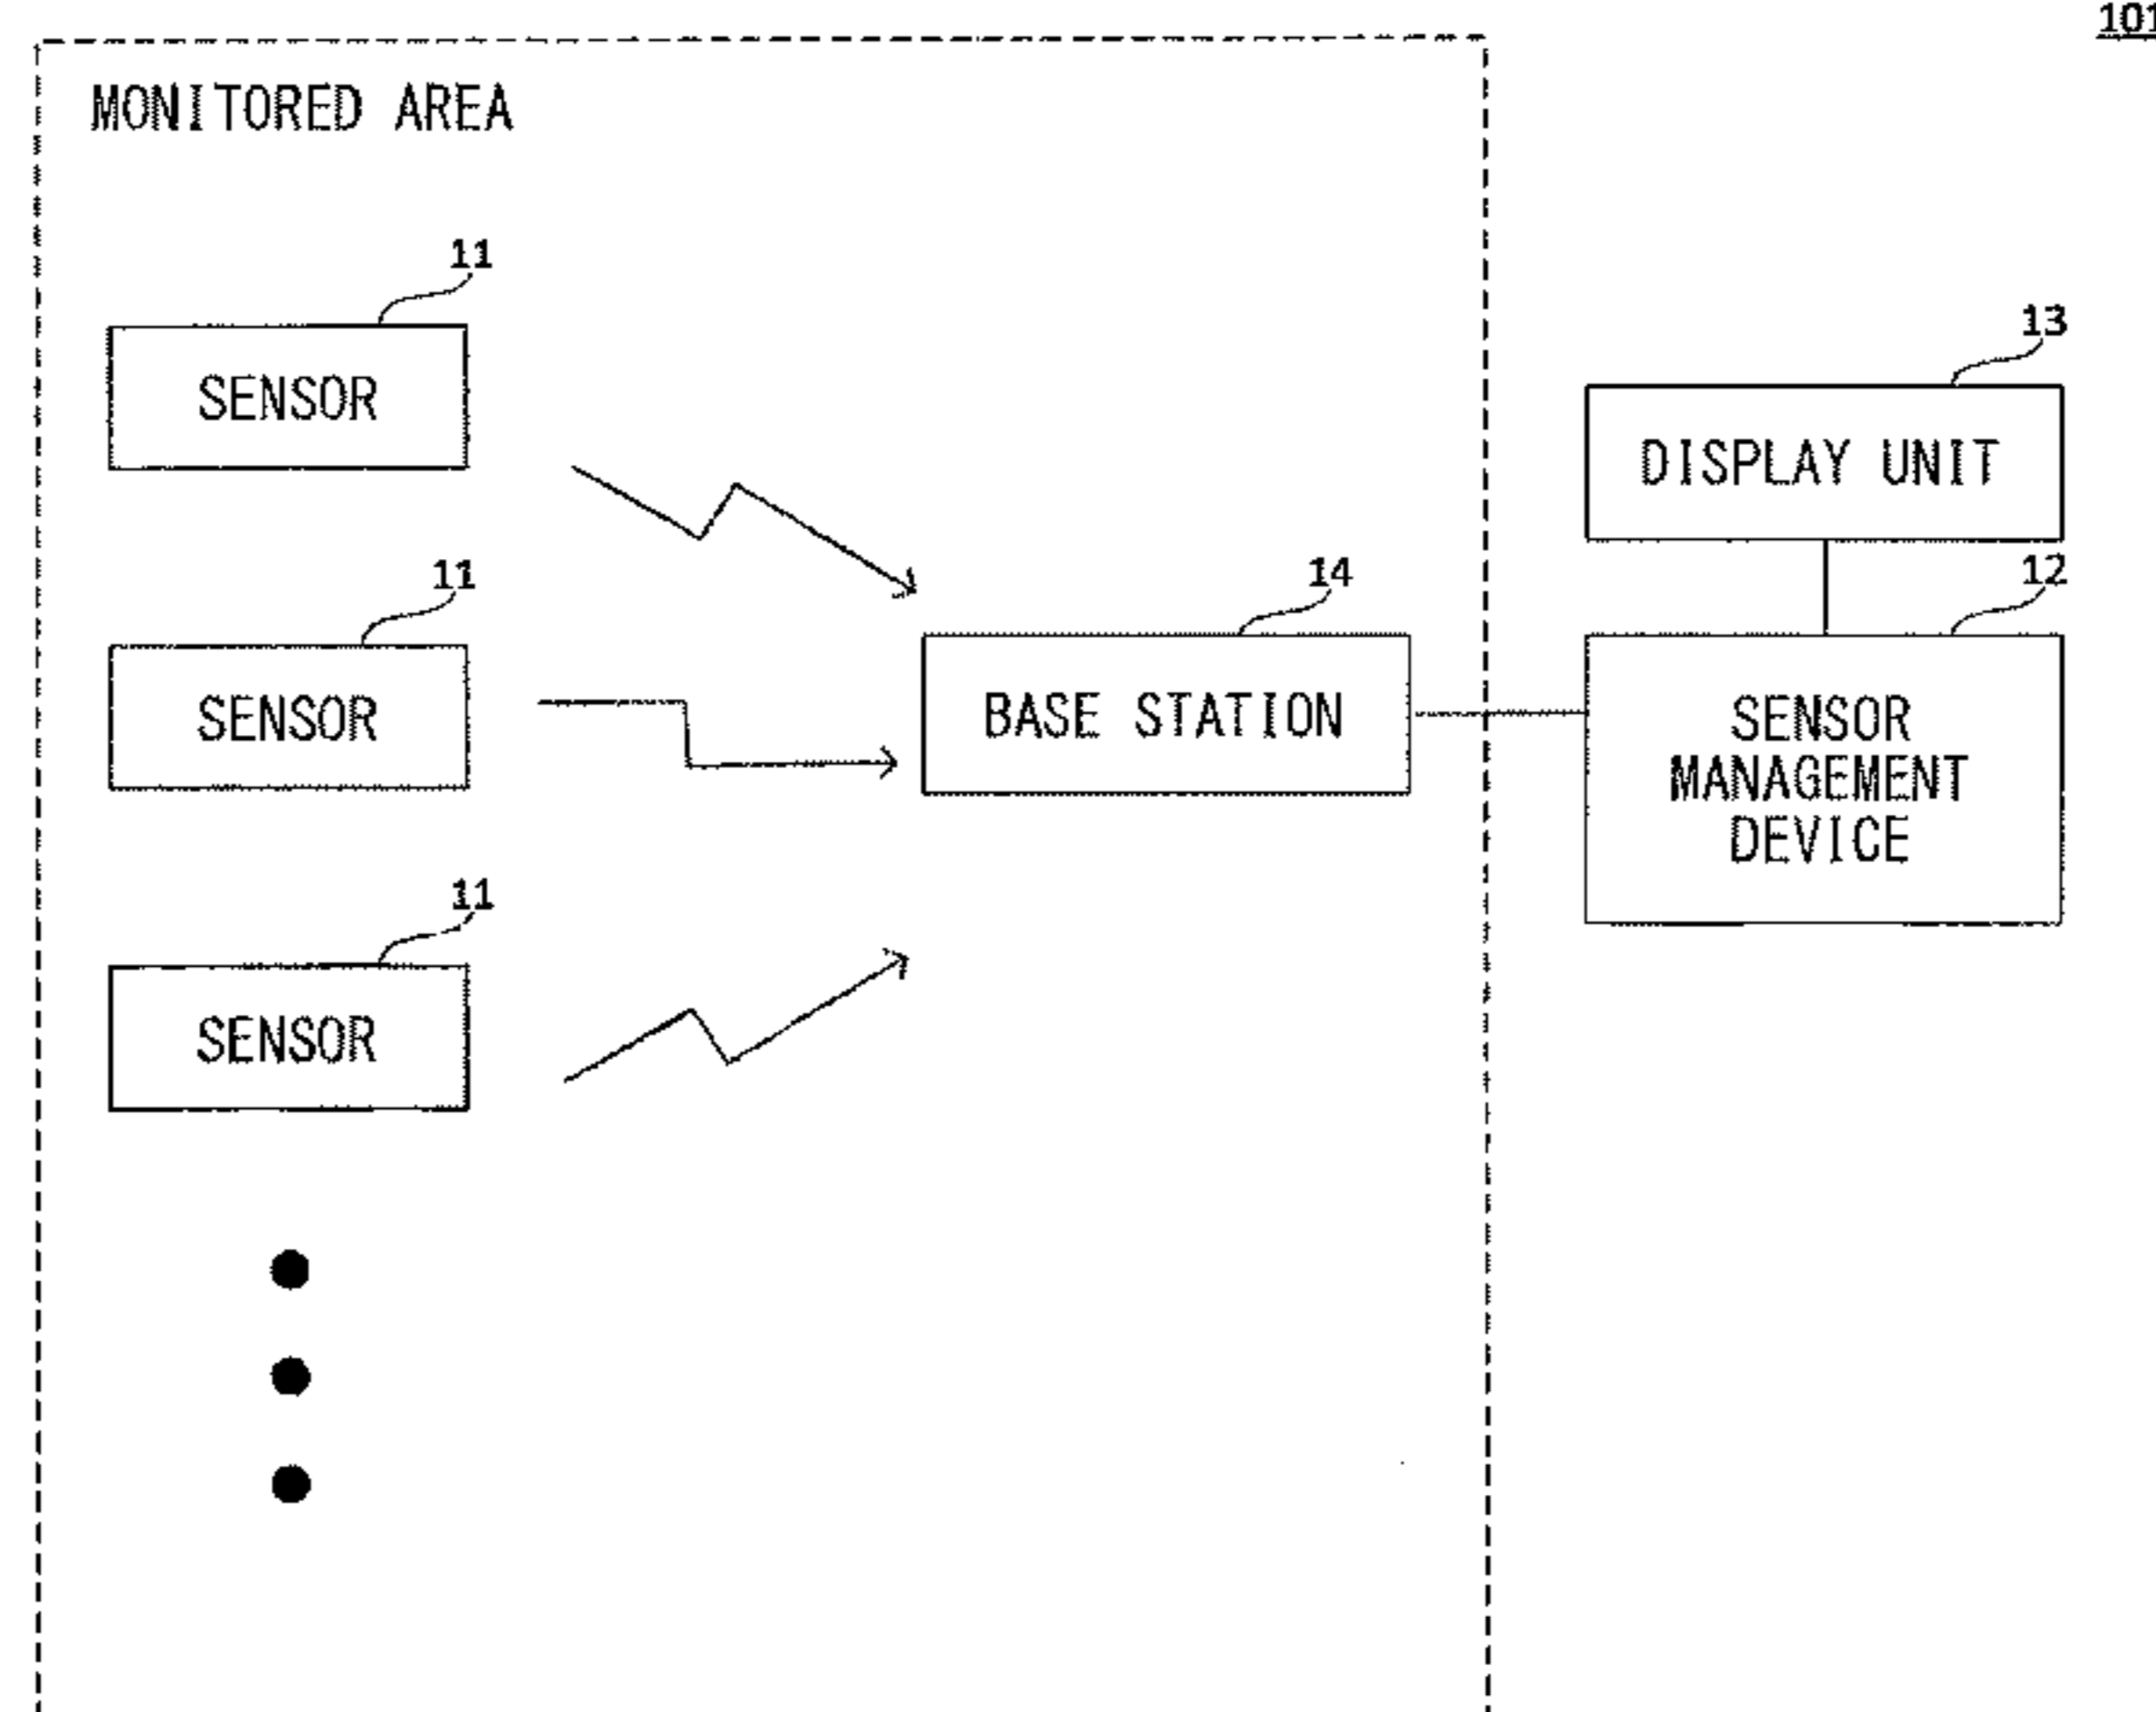 101
MONITORED AREA
11
SENSOR
13
DISPLAY UNIT
11
SENSOR
14
BASE STATION
12
SENSOR
MANAGEMENT
DEVICE
11
SENSOR